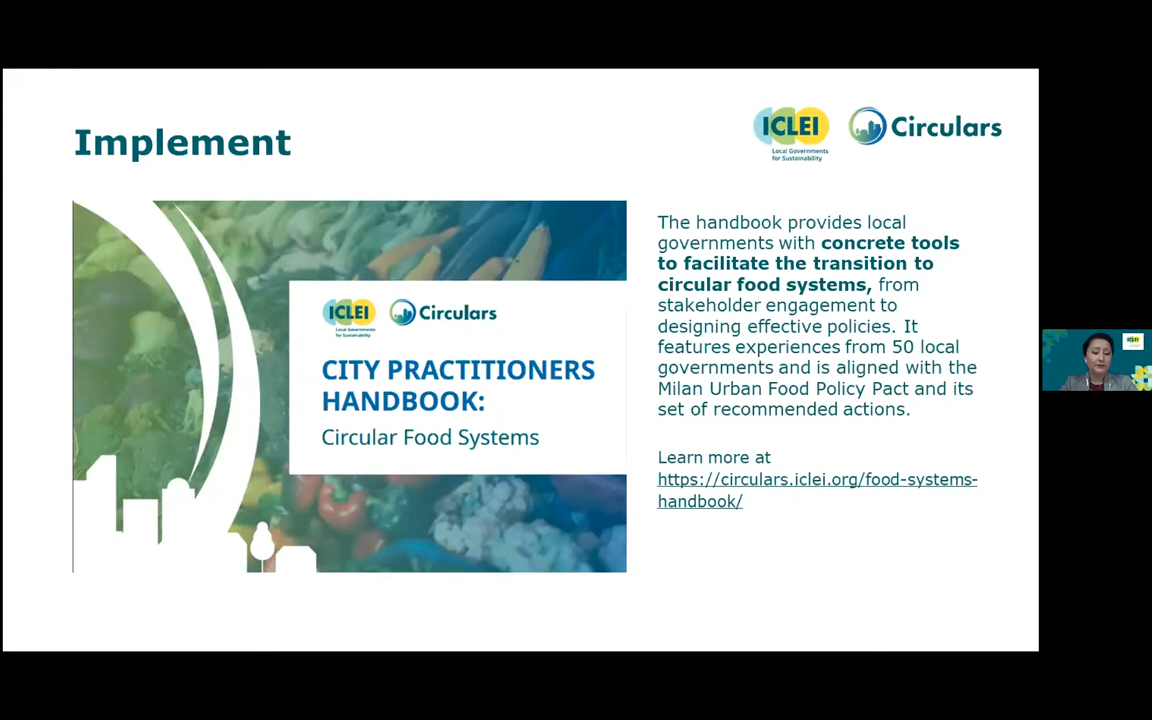 Implement
ICLEI
Local Governments
for Sustainability
Circulars
ICLEI
Local Governments
for Sustainability
Circulars
CITY PRACTITIONERS
HANDBOOK:
Circular Food Systems
The handbook provides local
governments with concrete tools
to facilitate the transition to
circular food systems, from
stakeholder engagement to
designing effective policies. It
features experiences from 50 local
governments and is aligned with the
Milan Urban Food Policy Pact and its
set of recommended actions.
Learn more at
https://circulars.iclei.org/food-systems-
handbook/
ICLEI